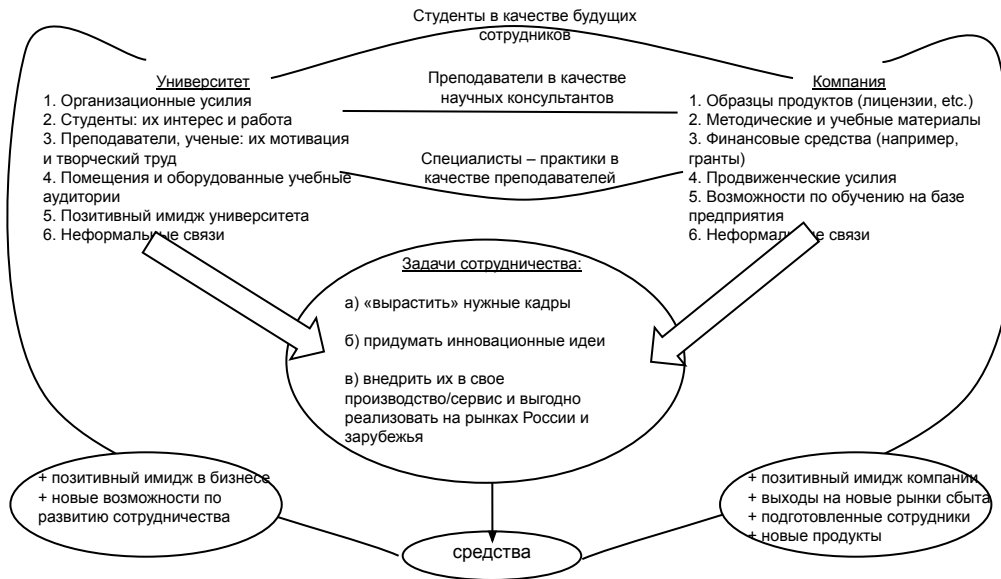 Студенты в качестве будущих
сотрудников
Университет
1. Организационные усилия
2. Студенты: их интерес и работа
3. Преподаватели, ученые: их мотивация
и творческий труд
4. Помещения и оборудованные учебные
аудитории
5. Позитивный имидж университета
6. Неформальные связи
Преподаватели в качестве
научных консультантов
Специалисты – практики в
качестве преподавателей
Компания
1. Образцы продуктов (лицензии, etc.)
2. Методические и учебные материалы
3. Финансовые средства (например,
гранты)
4. Продвиженческие усилия
5. Возможности по обучению на базе
предприятия
6. Неформальные связи
Задачи сотрудничества:
а) «вырастить» нужные кадры
б) придумать инновационные идеи
в) внедрить их в свое
производство/сервис и выгодно
реализовать на рынках России и
зарубежья
+ позитивный имидж в бизнесе
+ новые возможности по
развитию сотрудничества
средства
+ позитивный имидж компании
+ выходы на новые рынки сбыта
+ подготовленные сотрудники
+ новые продукты